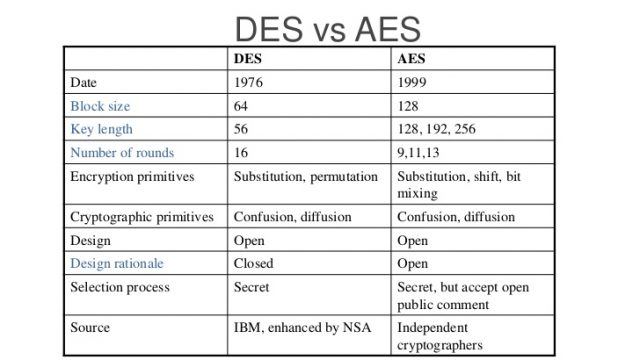 DES vs AES
DES AES
Date 1976 1999
Block size 64 128
Key length 56 128, 192, 256
Number of rounds 16 9,11,13
Encryption primitives Substitution, permutation Substitution, shift, bit
mixing
Cryptographic primitives Confusion, diffusion Confusion, diffusion
Design Open Open
Design rationale Closed Open
Selection process Secret Secret, but accept open
public comment
Source IBM, enhanced by NSA Independent
cryptographers